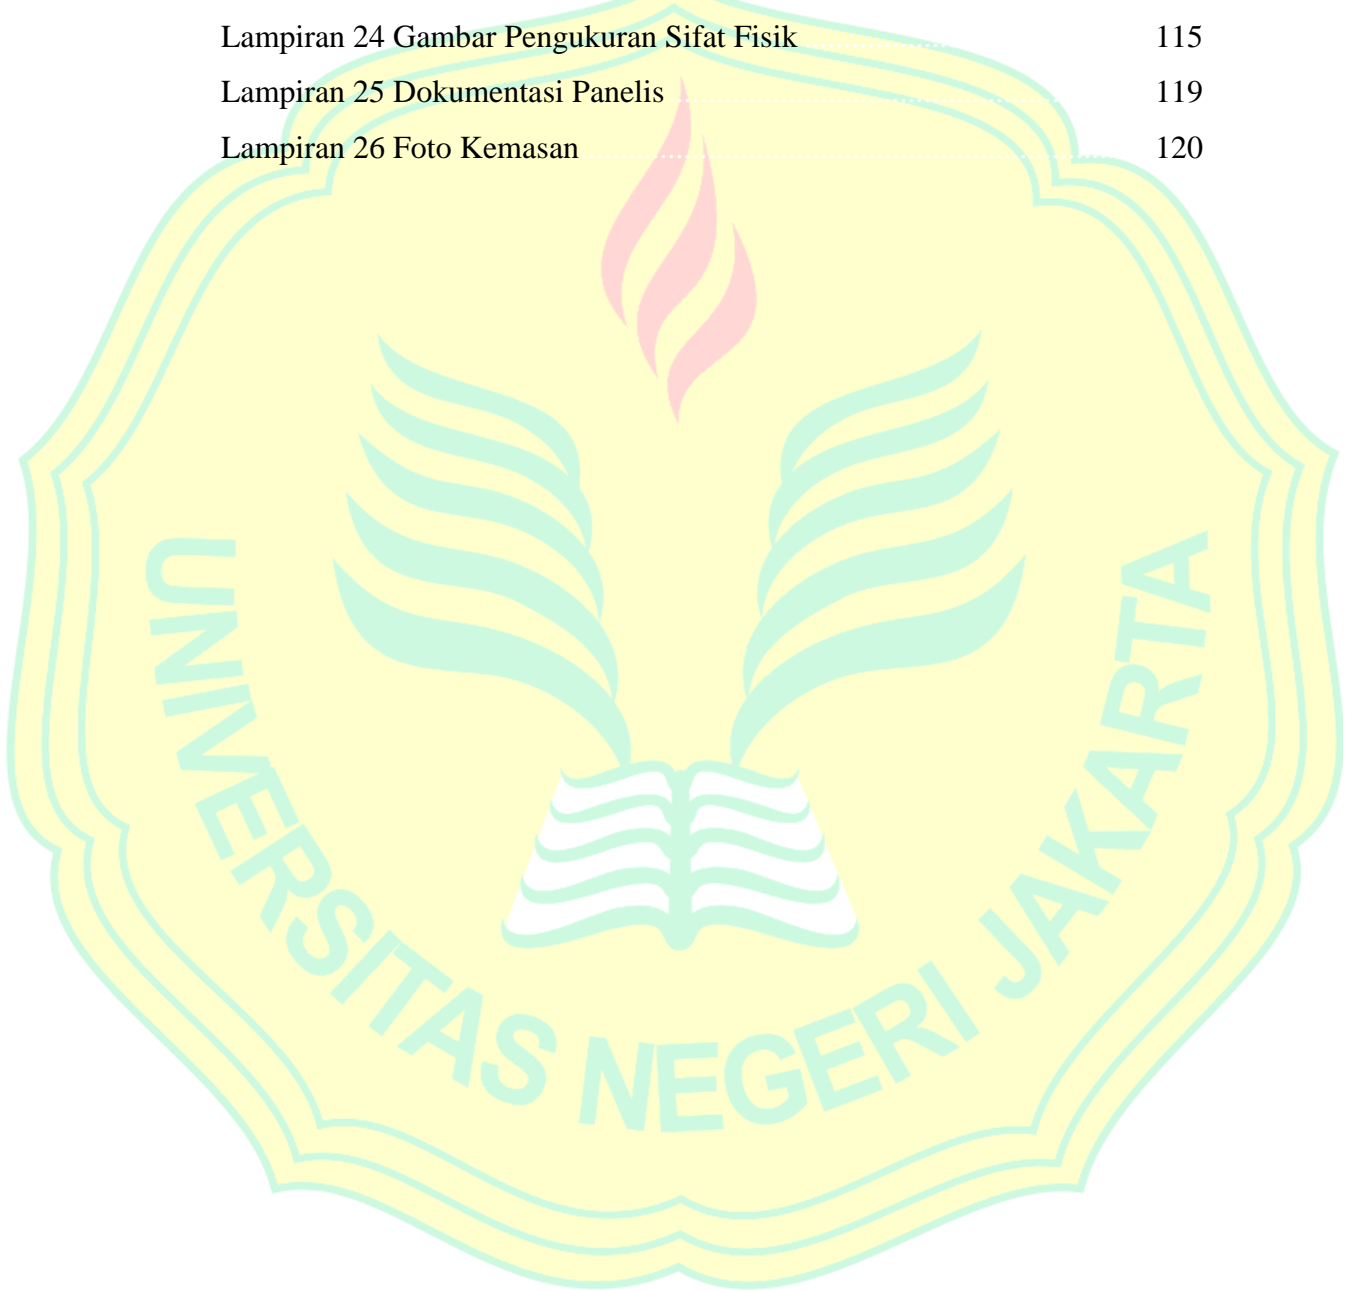 Lampiran 24 Gambar Pengukuran Sifat Fisik 115
Lampiran 25 Dokumentasi Panelis 119
Lampiran 26 Foto Kemasan 120
UNIVERSITAS NEGERI JAKARTA